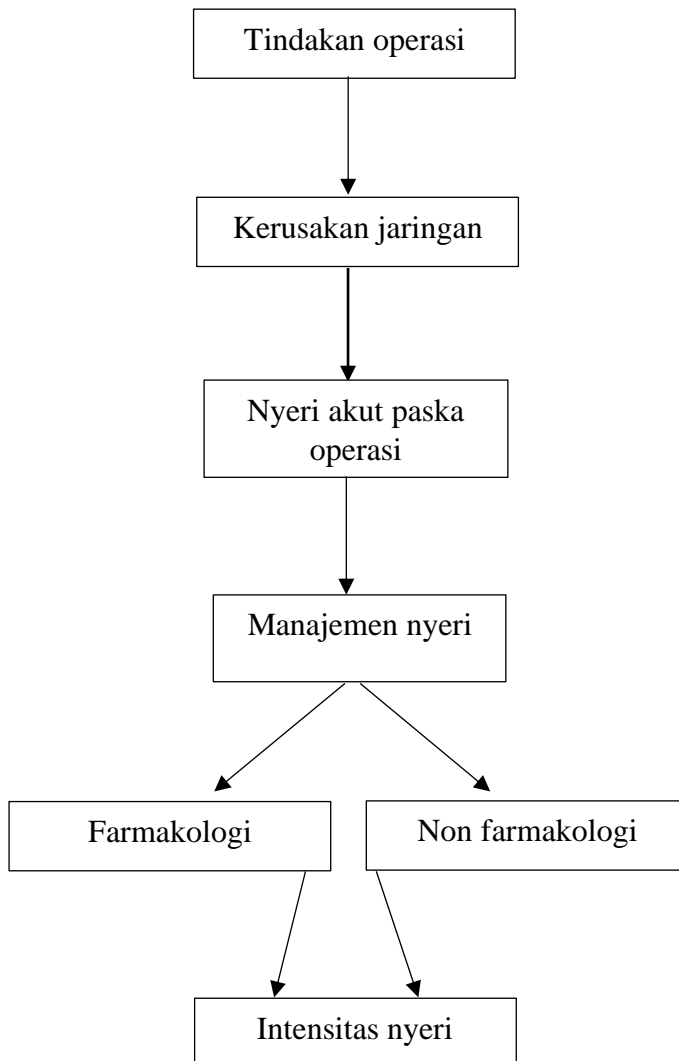 Tindakan operasi
Kerusakan jaringan
Nyeri akut paska
operasi
Manajemen nyeri
Farmakologi
Non farmakologi
Intensitas nyeri